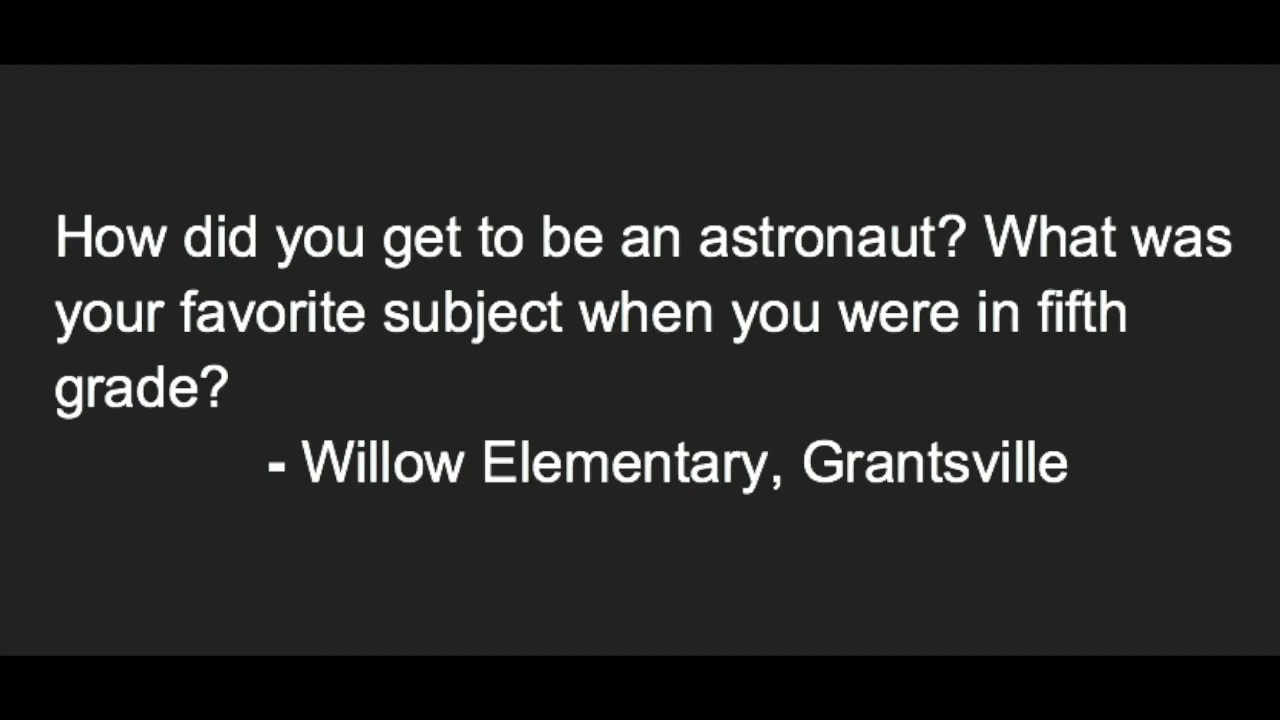 How did you get to be an astronaut? What was
your favorite subject when you were in fifth
grade?
- Willow Elementary, Grantsville